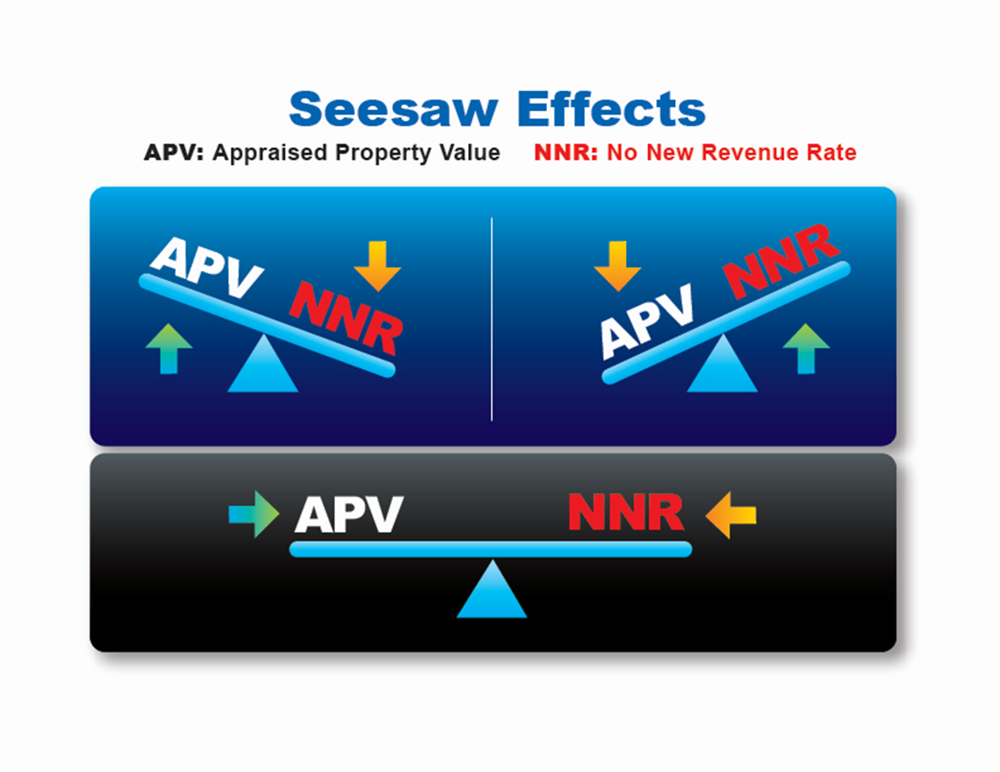 Seesaw Effects
APV: Appraised Property Value NNR: No New Revenue Rate
APV NNR
APV NNR
APV NNR